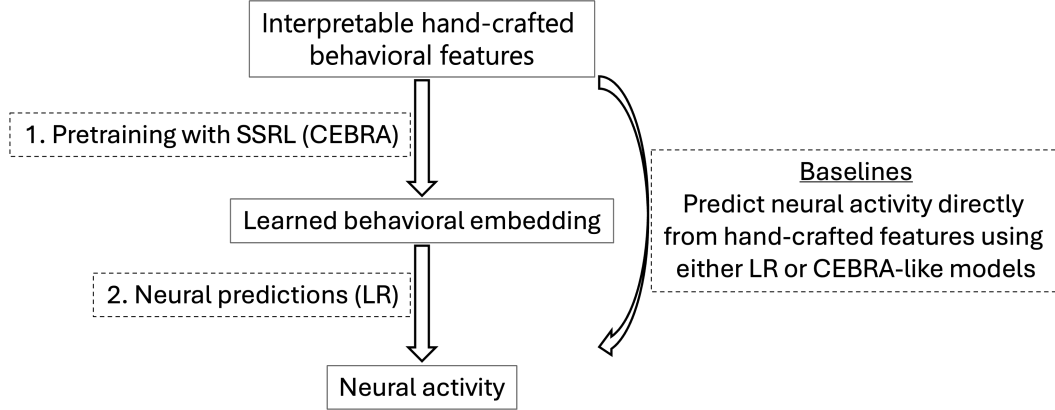 Interpretable hand-crafted
behavioral features
1. Pretraining with SSRL (CEBRA)
Learned behavioral embedding
2. Neural predictions (LR)
Neural activity
Baselines
Predict neural activity directly
from hand-crafted features using
either LR or CEBRA-like models